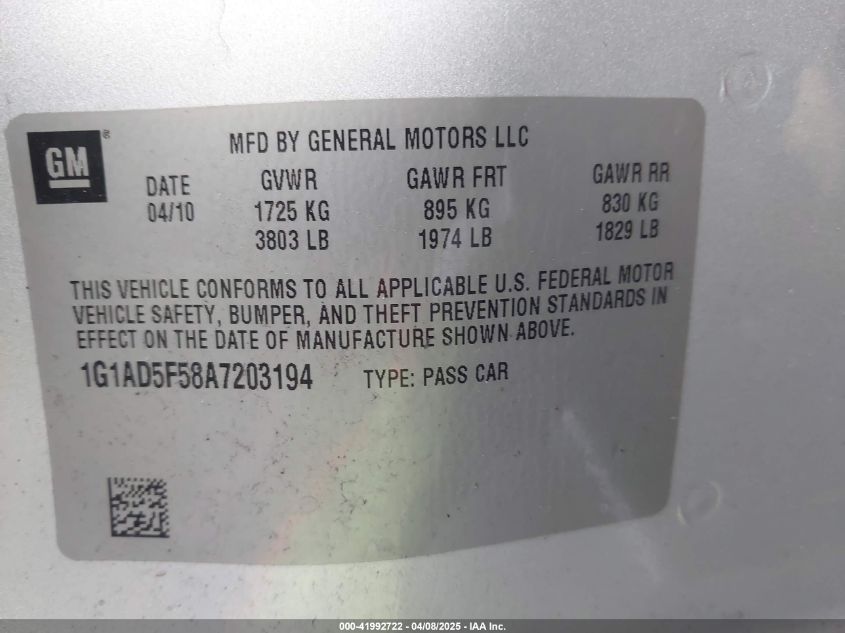 GM ®
MFD BY GENERAL MOTORS LLC
DATE GVWR GAWR FRT GAWR RR
04/10 1725 KG 895 KG 830 KG
3803 LB 1974 LB 1829 LB
THIS VEHICLE CONFORMS TO ALL APPLICABLE U.S. FEDERAL MOTOR
VEHICLE SAFETY, BUMPER, AND THEFT PREVENTION STANDARDS IN
EFFECT ON THE DATE OF MANUFACTURE SHOWN ABOVE.
1G1AD5F58A7203194 TYPE: PASS CAR
000-41992722 - 04/08/2025 - IAA Inc.